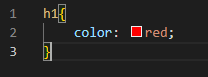 1 h1{
2     color: red;
3 }